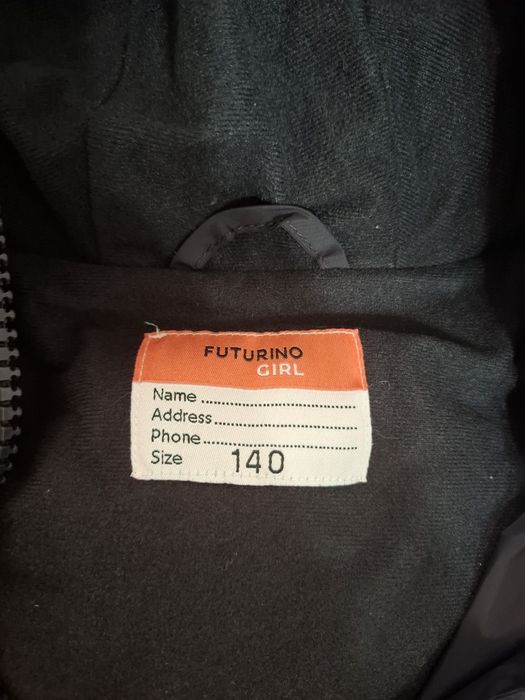 FUTURINO
GIRL
Name ........................................
Address....................................
Phone.......................................
Size 140